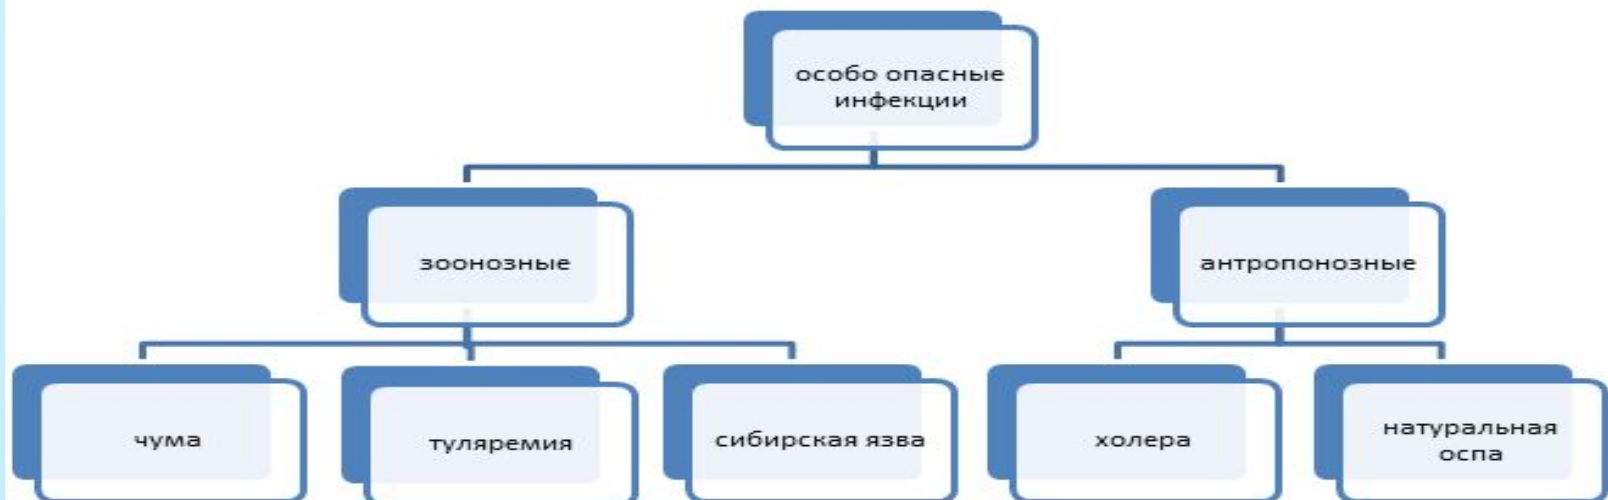 особо опасные
инфекции
зоонозные
антропонозные
чума
туляремия
сибирская язва
холера
натуральная
оспа